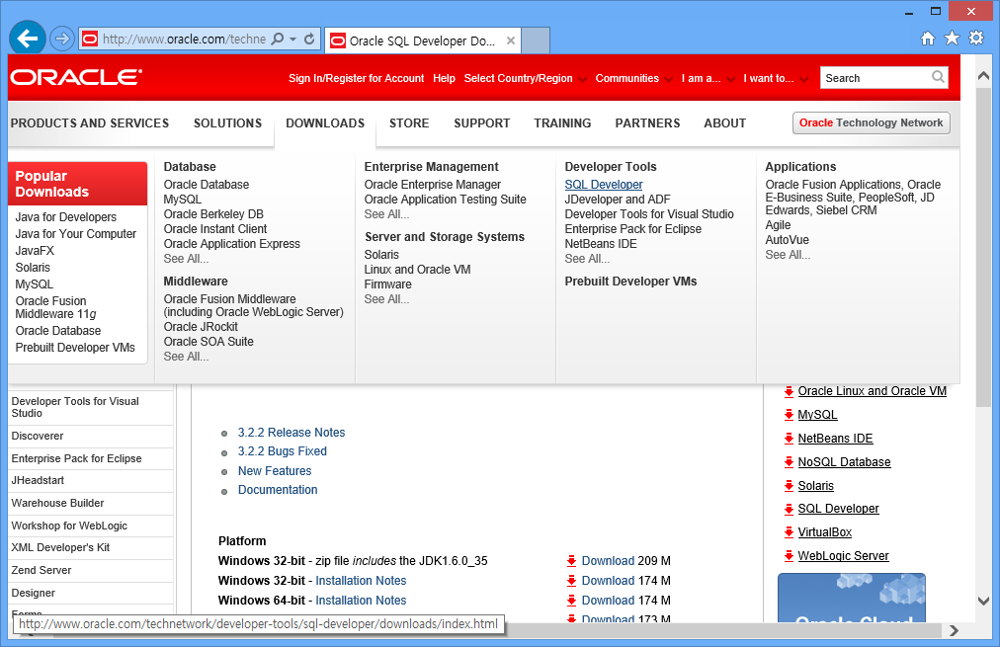 http://www.oracle.com/techne
Oracle SQL Developer Do...
ORACLE
Sign In/Register for Account Help Select Country/Region Communities I am a... I want to... Search
PRODUCTS AND SERVICES SOLUTIONS DOWNLOADS STORE SUPPORT TRAINING PARTNERS ABOUT
Oracle Technology Network
Popular
Downloads
Java for Developers
Java for Your Computer
JavaFX
Solaris
MySQL
Oracle Fusion
Middleware 11g
Oracle Database
Prebuilt Developer VMs
Database
Oracle Database
MySQL
Oracle Berkeley DB
Oracle Instant Client
Oracle Application Express
See All...
Middleware
Oracle Fusion Middleware
(including Oracle WebLogic Server)
Oracle JRockit
Oracle SOA Suite
See All...
Enterprise Management
Oracle Enterprise Manager
Oracle Application Testing Suite
See All...
Server and Storage Systems
Solaris
Linux and Oracle VM
Firmware
See All...
Developer Tools
SQL Developer
JDeveloper and ADF
Developer Tools for Visual Studio
Enterprise Pack for Eclipse
NetBeans IDE
See All...
Prebuilt Developer VMs
Applications
Oracle Fusion Applications, Oracle
E-Business Suite, PeopleSoft, JD
Edwards, Siebel CRM
Agile
AutoVue
See All...
Developer Tools for Visual
Studio
Discoverer
Enterprise Pack for Eclipse
JHeadstart
Warehouse Builder
Workshop for WebLogic
XML Developer's Kit
Zend Server
Designer
Forms
3.2.2 Release Notes
3.2.2 Bugs Fixed
New Features
Documentation
Platform
Windows 32-bit - zip file includes the JDK1.6.0_35 Download 209 M
Windows 32-bit - Installation Notes Download 174 M
Windows 64-bit - Installation Notes Download 174 M
Download 173 M
Oracle Linux and Oracle VM
MySQL
NetBeans IDE
NoSQL Database
Solaris
SQL Developer
VirtualBox
WebLogic Server
Oracle Cloud
http://www.oracle.com/technetwork/developer-tools/sql-developer/downloads/index.html